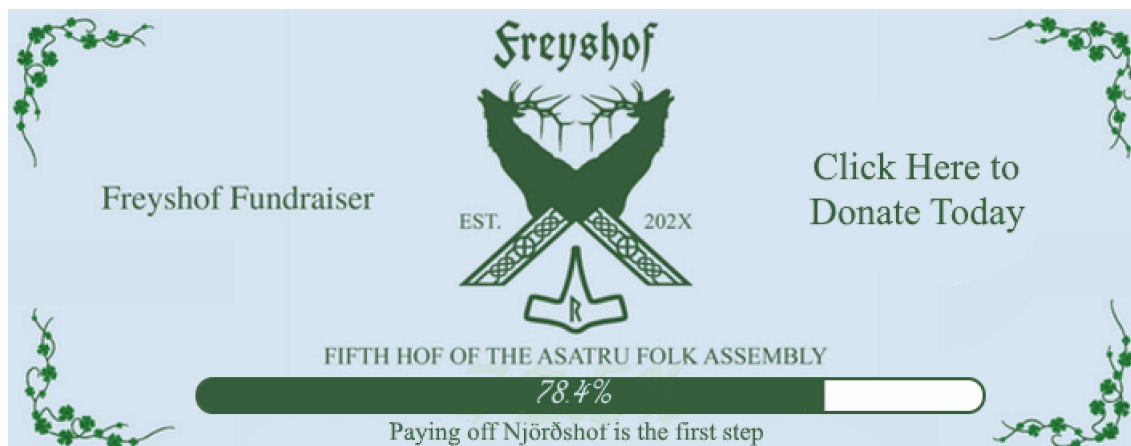 Freyshof
Freyshof Fundraiser
Click Here to
Donate Today
EST. 202X
ᚱ
FIFTH HOF OF THE ASATRU FOLK ASSEMBLY
78.4%
Paying off Njörðshof is the first step